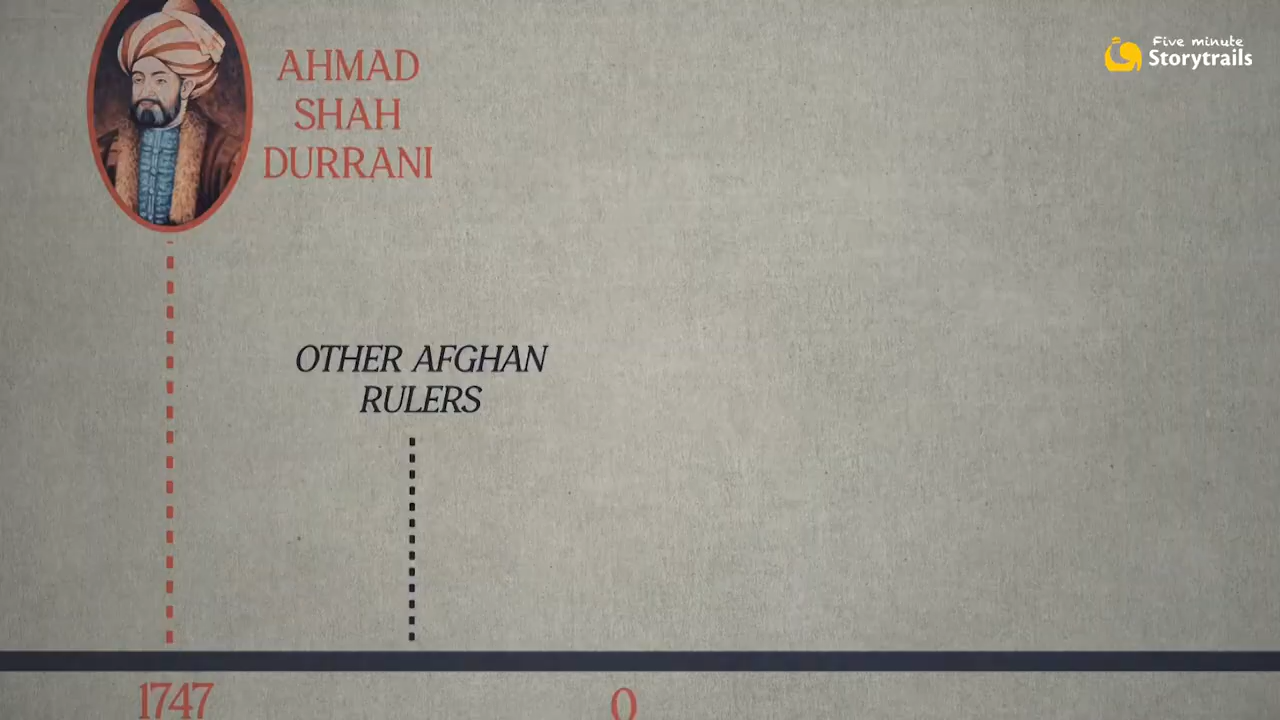 Five minute
Storytrails
AHMAD
SHAH
DURRANI
OTHER AFGHAN
RULERS
1747
0